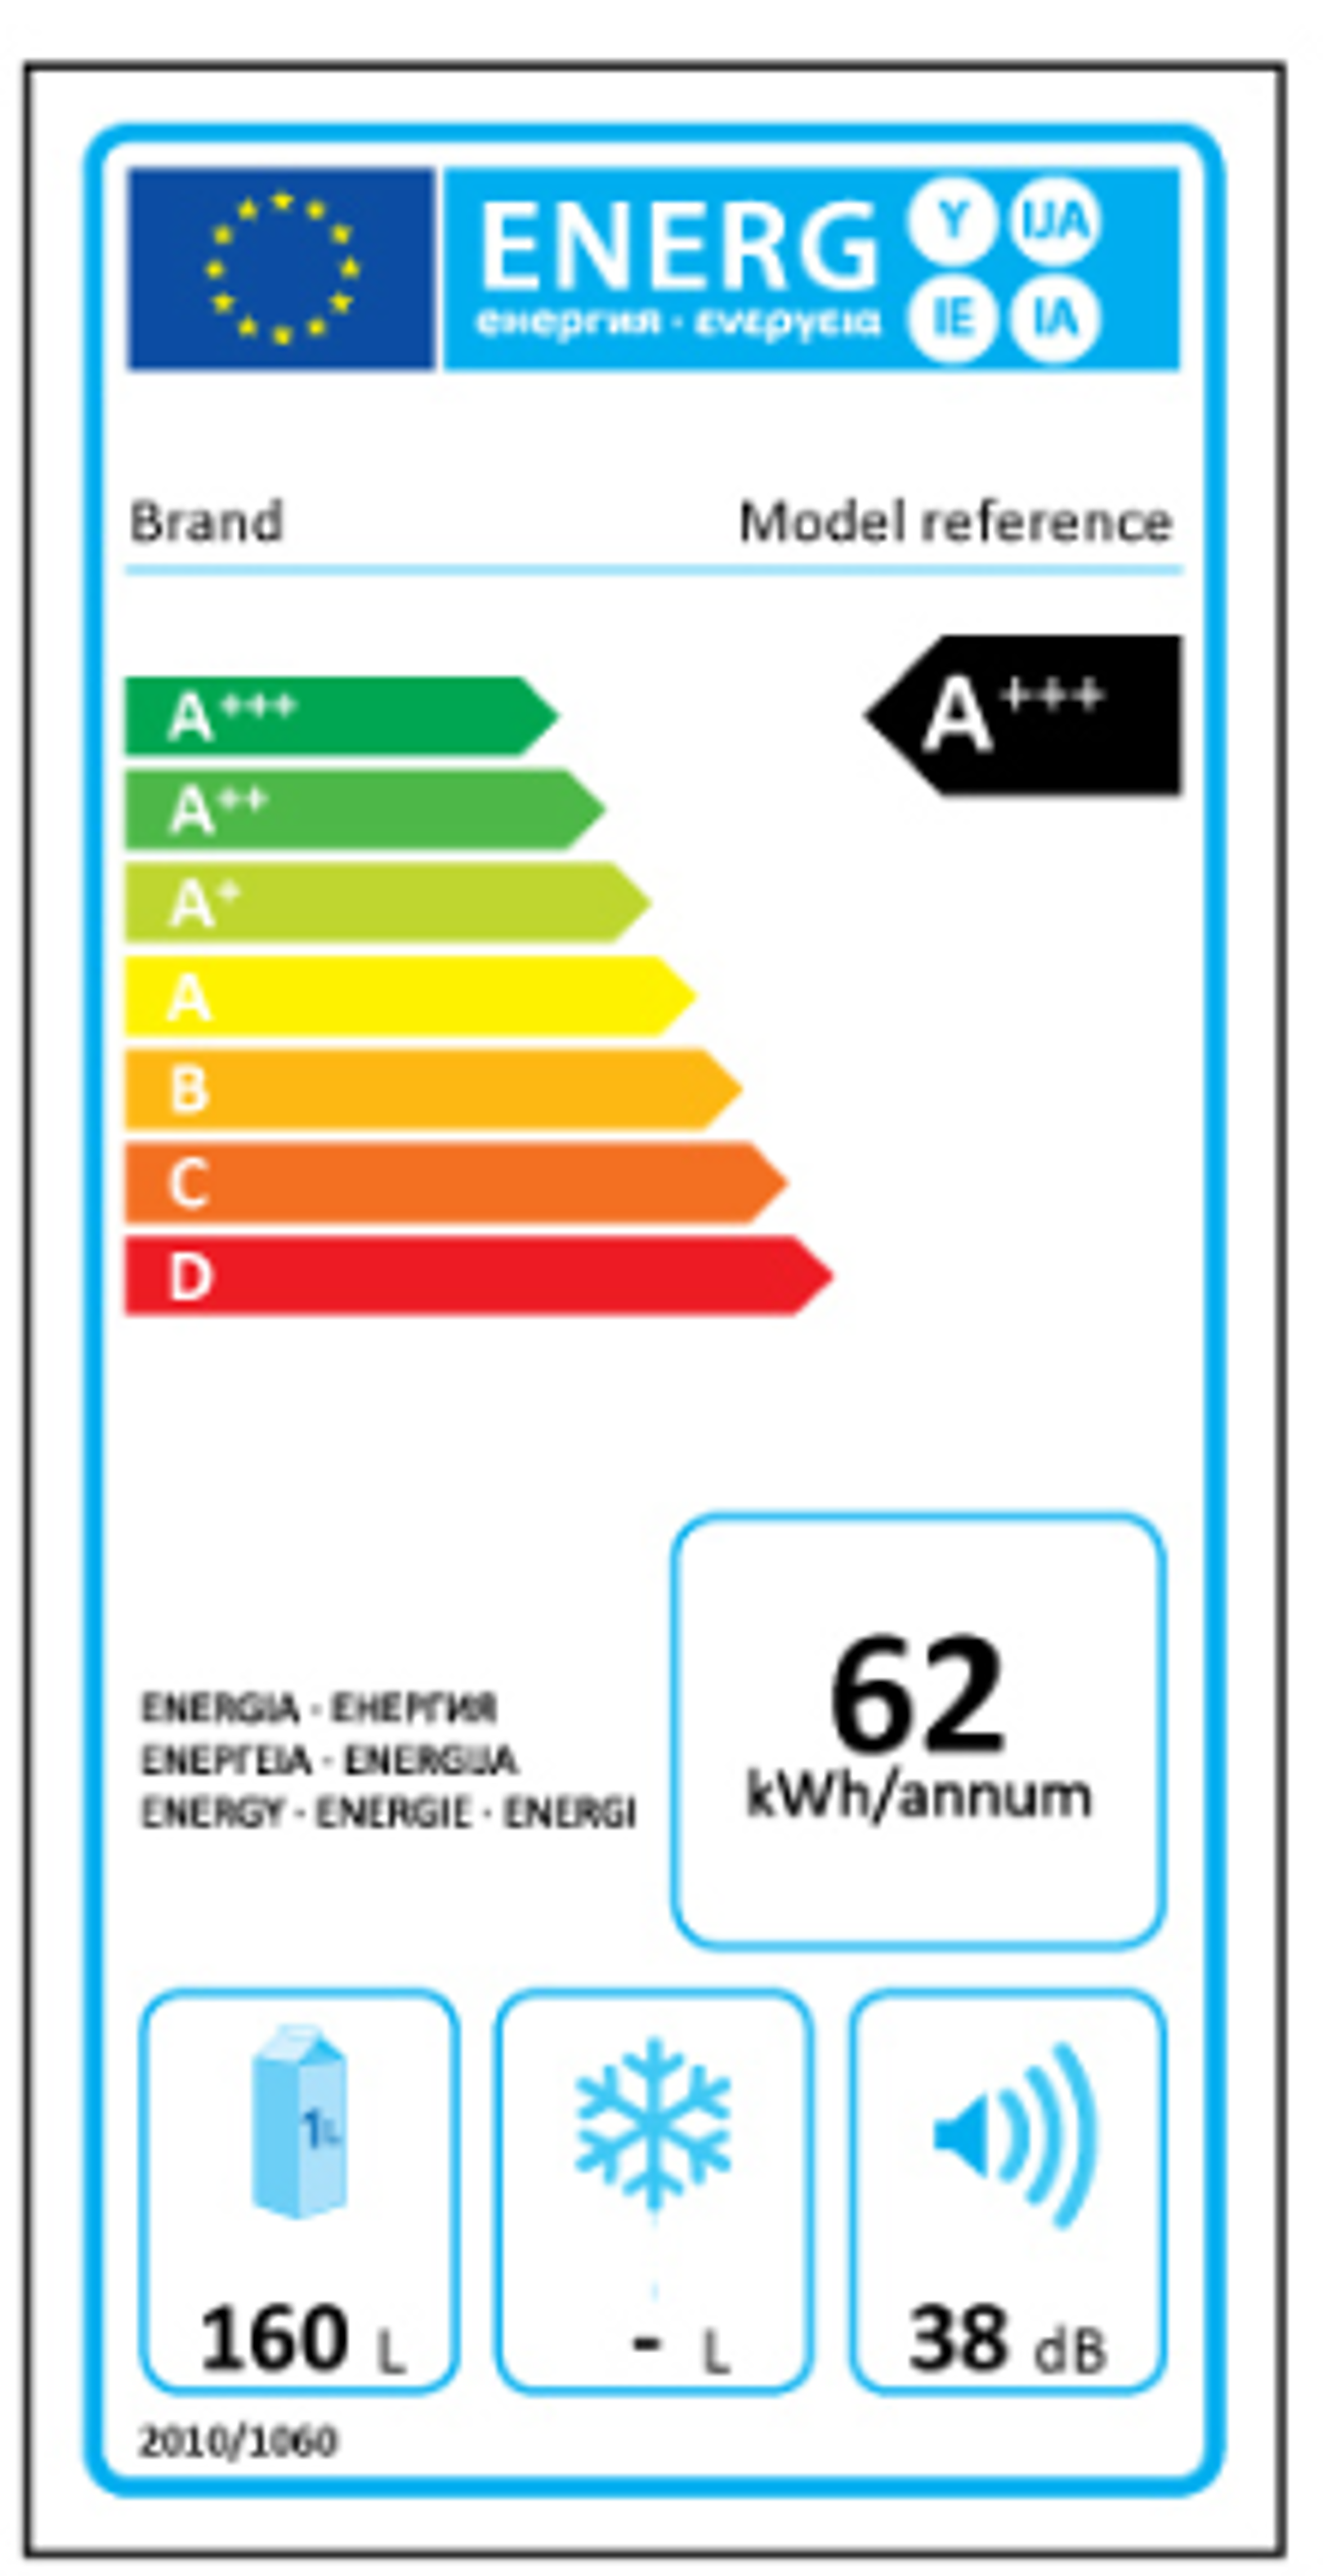 ENERG Y IJA
енергия · ενεργεια IE IA
Brand Model reference
A+++ A+++
A++
A+
A
B
C
D
62
kWh/annum
ENERGIA · ЕНЕРГИЯ
ΕΝΕΡΓΕΙΑ · ENERGIJA
ENERGY · ENERGIE · ENERGI
1L
160 L - L 38 dB
2010/1060